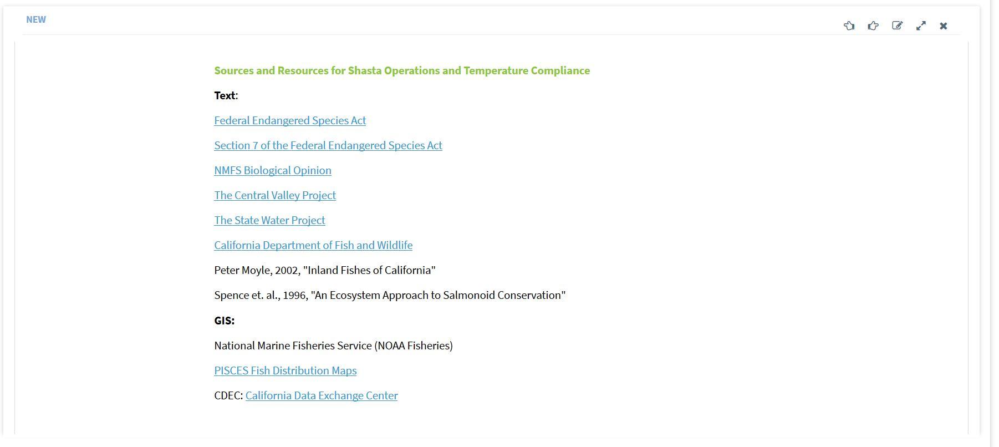 NEW
Sources and Resources for Shasta Operations and Temperature Compliance
Text:
Federal Endangered Species Act
Section 7 of the Federal Endangered Species Act
NMFS Biological Opinion
The Central Valley Project
The State Water Project
California Department of Fish and Wildlife
Peter Moyle, 2002, "Inland Fishes of California"
Spence et. al., 1996, "An Ecosystem Approach to Salmonoid Conservation"
GIS:
National Marine Fisheries Service (NOAA Fisheries)
PISCES Fish Distribution Maps
CDEC: California Data Exchange Center